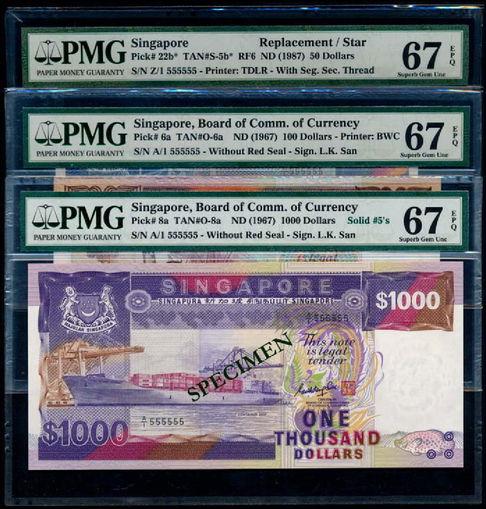 PMG
PAPER MONEY GUARANTY
Singapore Replacement / Star
Pick# 22b* TAN#S-5b* RF6 ND (1987) 50 Dollars
S/N Z/1 555555 - Printer: TDLR - With Seg. Sec. Thread
67 EPQ
Superb Gem Unc
PMG
PAPER MONEY GUARANTY
Singapore, Board of Comm. of Currency
Pick# 6a TAN#O-6a ND (1967) 100 Dollars - Printer: BWC
S/N A/1 555555 - Without Red Seal - Sign. L.K. San
67 EPQ
Superb Gem Unc
PMG
PAPER MONEY GUARANTY
Singapore, Board of Comm. of Currency
Pick# 8a TAN#O-8a ND (1967) 1000 Dollars Solid #5's
S/N A/1 555555 - Without Red Seal - Sign. L.K. San
67 EPQ
Superb Gem Unc
is legal
SINGAPORE
SINGAPURA
$1000
A/1 555555
MAJULAH SINGAPURA
This note
is legal
tender
SPECIMEN
A/1 555555
$1000
ONE
THOUSAND
DOLLARS